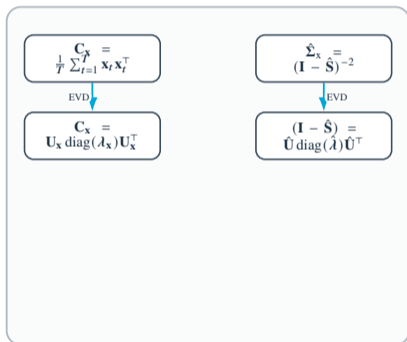 C_x =
1/T ∑_{t=1}^{T} x_t x_t^⊤
EVD
C_x =
U_x diag(λ_x)U_x^⊤
Σ̂_x =
(I − Ŝ)^{−2}
EVD
(I − Ŝ) =
Û diag(λ̂)Û^⊤